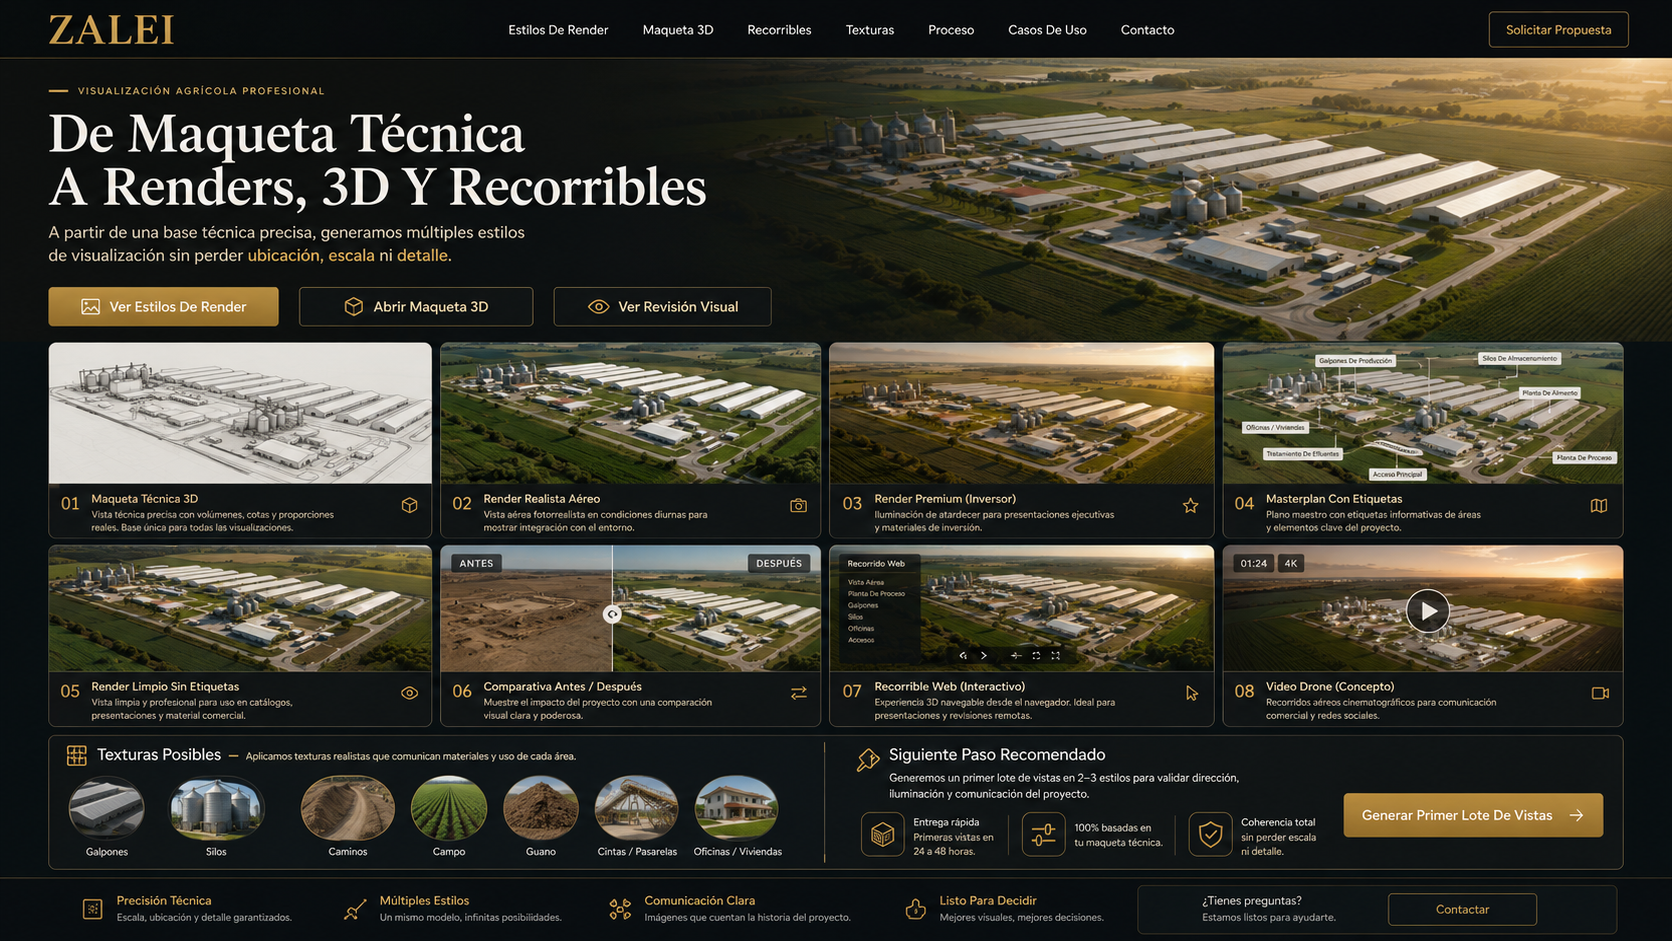 ZALEI
Estilos De Render
Maqueta 3D
Recorribles
Texturas
Proceso
Casos De Uso
Contacto
Solicitar Propuesta
VISUALIZACIÓN AGRÍCOLA PROFESIONAL
De Maqueta Técnica
A Renders, 3D Y Recorribles
A partir de una base técnica precisa, generamos múltiples estilos
de visualización sin perder ubicación, escala ni detalle.
Ver Estilos De Render
Abrir Maqueta 3D
Ver Revisión Visual
01
Maqueta Técnica 3D
Vista técnica precisa con volúmenes, cotas y proporciones
reales. Base única para todas las visualizaciones.
02
Render Realista Aéreo
Vista aérea fotorrealista en condiciones diurnas para
mostrar integración con el entorno.
03
Render Premium (Inversor)
Iluminación de atardecer para presentaciones ejecutivas
y materiales de inversión.
Galpones De Producción
Silos De Almacenamiento
Planta De Alimento
Oficinas / Viviendas
Tratamiento De Efluentes
Planta De Proceso
Acceso Principal
04
Masterplan Con Etiquetas
Plano maestro con etiquetas informativas de áreas
y elementos clave del proyecto.
05
Render Limpio Sin Etiquetas
Vista limpia y profesional para uso en catálogos,
presentaciones y material comercial.
ANTES
DESPUÉS
06
Comparativa Antes / Después
Muestre el impacto del proyecto con una comparación
visual clara y poderosa.
Recorrido Web
Vista Aérea
Planta De Proceso
Galpones
Silos
Oficinas
Accesos
07
Recorrible Web (Interactivo)
Experiencia 3D navegable desde el navegador. Ideal para
presentaciones y revisiones remotas.
01:24
4K
08
Video Drone (Concepto)
Recorridos aéreos cinematográficos para comunicación
comercial y redes sociales.
Texturas Posibles — Aplicamos texturas realistas que comunican materiales y uso de cada área.
Galpones
Silos
Caminos
Campo
Guano
Cintas / Pasarelas
Oficinas / Viviendas
Siguiente Paso Recomendado
Generemos un primer lote de vistas en 2–3 estilos para validar dirección,
iluminación y comunicación del proyecto.
Entrega rápida
Primeras vistas en
24 a 48 horas.
100% basadas en
tu maqueta técnica.
Coherencia total
sin perder escala
ni detalle.
Generar Primer Lote De Vistas
Precisión Técnica
Escala, ubicación y detalle garantizados.
Múltiples Estilos
Un mismo modelo, infinitas posibilidades.
Comunicación Clara
Imágenes que cuentan la historia del proyecto.
Listo Para Decidir
Mejores visuales, mejores decisiones.
¿Tienes preguntas?
Estamos listos para ayudarte.
Contactar